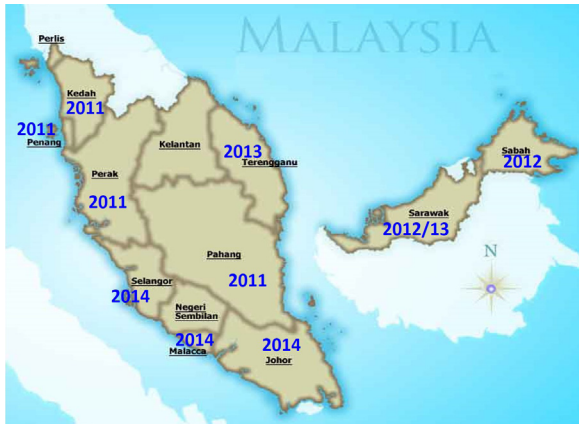 MALAYSIA
Perlis
Kedah
2011
2011
Penang
Kelantan
2013
Terengganu
Perak
2011
Sabah
2012
Sarawak
2012/13
Pahang
2011
N
Selangor
2014
Negeri
Sembilan
2014
Malacca
2014
Johor